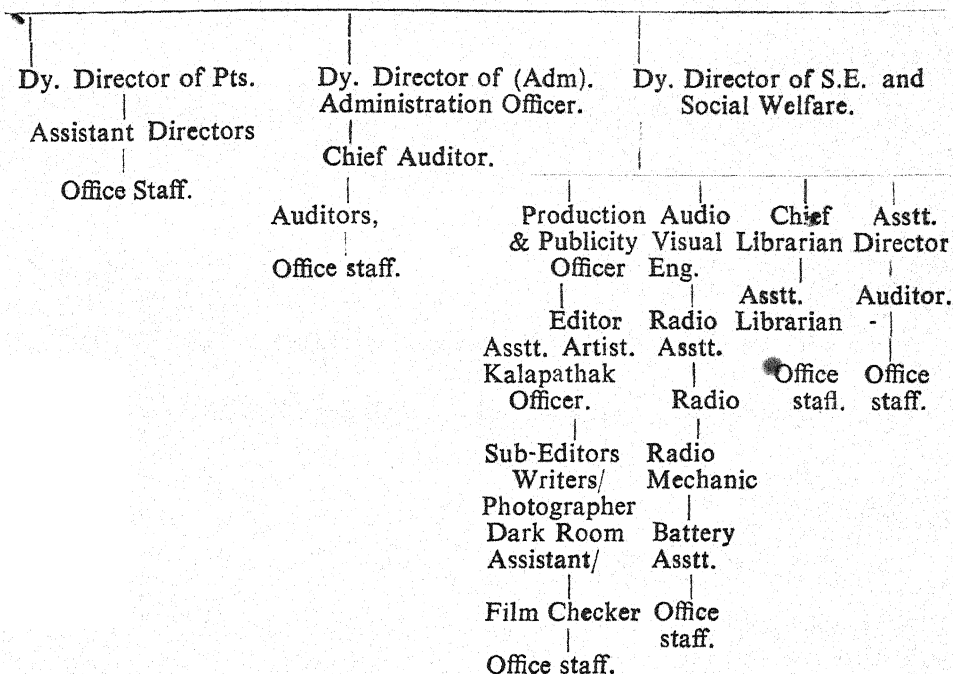 Dy. Director of Pts.
Assistant Directors
Office Staff.
Dy. Director of (Adm).
Administration Officer.
Chief Auditor.
Auditors,
Office staff.
Dy. Director of S.E. and
Social Welfare.
Production
& Publicity
Officer
Editor
Asstt. Artist.
Kalapathak
Officer.
Sub-Editors
Writers/
Photographer
Dark Room
Assistant/
Film Checker
Office staff.
Audio
Visual
Eng.
Radio
Asstt.
Radio
Radio
Mechanic
Battery
Asstt.
Office
staff.
Chief
Librarian
Asstt.
Librarian
Office
stafl.
Asstt.
Director
Auditor.
-
Office
staff.